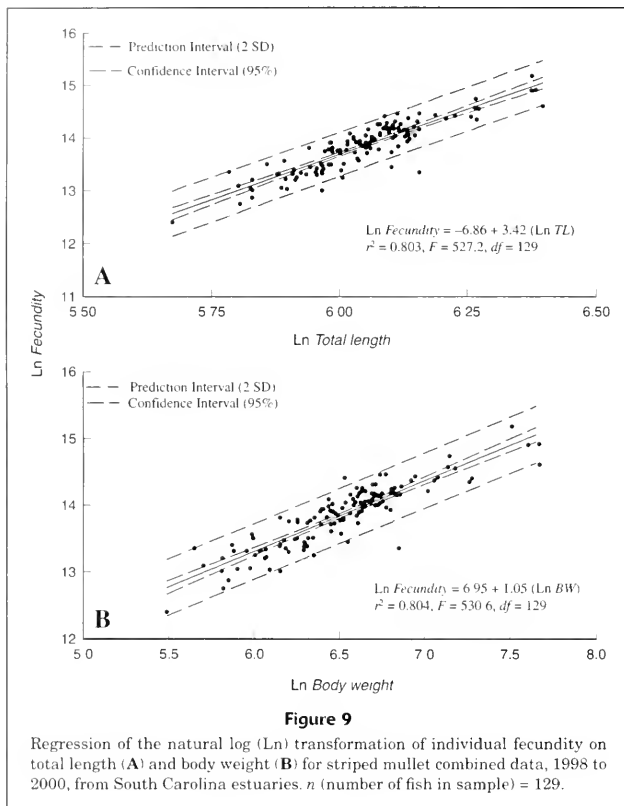 16
— — Prediction Interval (2 SD)
— — Confidence Interval (95%)
15
14
13
12
11
A
Ln Fecundity = –6.86 + 3.42 (Ln TL)
r² = 0.803, F = 527.2, df = 129
5 50
5.75
6 00
6 25
6.50
Ln Total length
Ln Fecundity
16
— — Prediction Interval (2 SD)
— — Confidence Interval (95%)
15
14
13
12
B
Ln Fecundity = 6 95 + 1.05 (Ln BW)
r² = 0.804, F = 530 6, df = 129
5 0
5.5
6.0
6.5
7 0
7.5
8.0
Ln Body weight
Figure 9
Regression of the natural log (Ln) transformation of individual fecundity on
total length (A) and body weight (B) for striped mullet combined data, 1998 to
2000, from South Carolina estuaries. n (number of fish in sample) = 129.